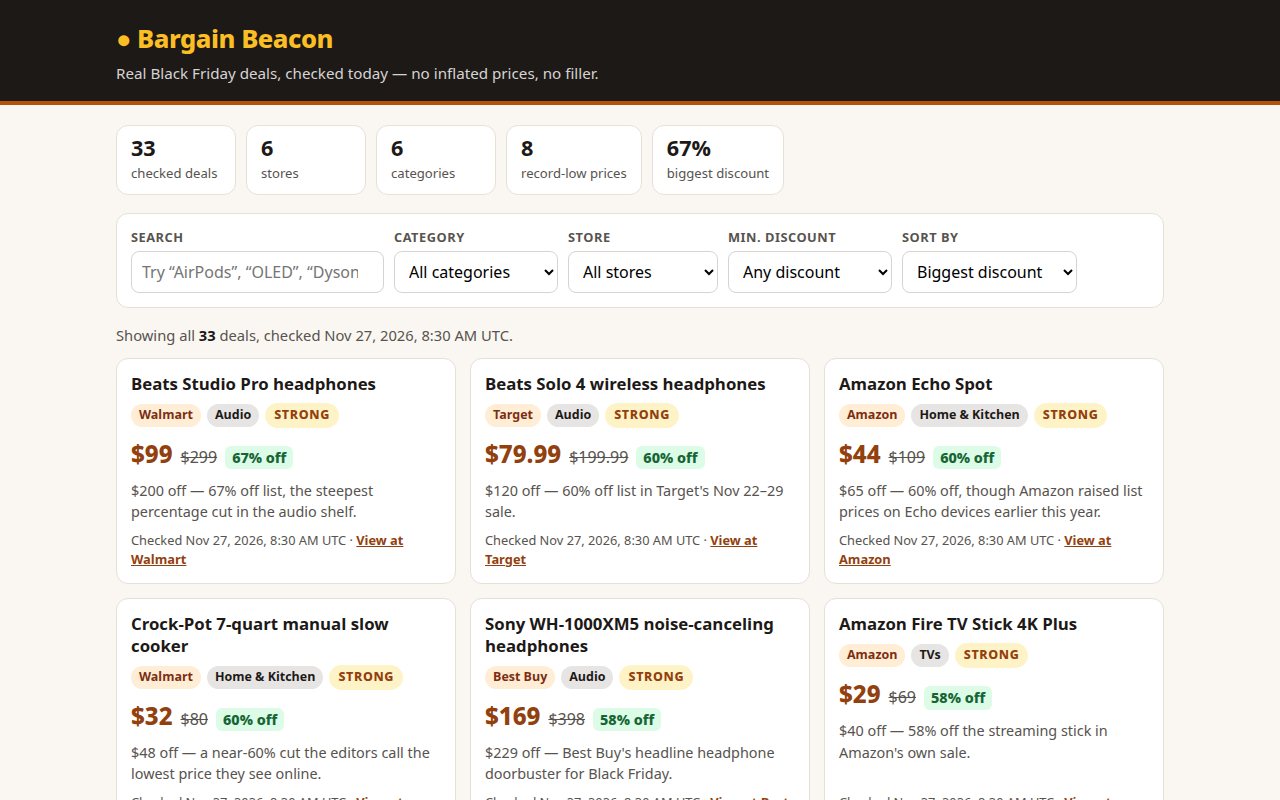 ● Bargain Beacon
Real Black Friday deals, checked today — no inflated prices, no filler.
33
checked deals
6
stores
6
categories
8
record-low prices
67%
biggest discount
SEARCH
Try “AirPods”, “OLED”, “Dyson
CATEGORY
All categories
STORE
All stores
MIN. DISCOUNT
Any discount
SORT BY
Biggest discount
Showing all 33 deals, checked Nov 27, 2026, 8:30 AM UTC.
Beats Studio Pro headphones
Walmart Audio STRONG
$99 $299 67% off
$200 off — 67% off list, the steepest
percentage cut in the audio shelf.
Checked Nov 27, 2026, 8:30 AM UTC · View at
Walmart
Beats Solo 4 wireless headphones
Target Audio STRONG
$79.99 $199.99 60% off
$120 off — 60% off list in Target's Nov 22–29
sale.
Checked Nov 27, 2026, 8:30 AM UTC · View at
Target
Amazon Echo Spot
Amazon Home & Kitchen STRONG
$44 $109 60% off
$65 off — 60% off, though Amazon raised list
prices on Echo devices earlier this year.
Checked Nov 27, 2026, 8:30 AM UTC · View at
Amazon
Crock-Pot 7-quart manual slow
cooker
Walmart Home & Kitchen STRONG
$32 $80 60% off
$48 off — a near-60% cut the editors call the
lowest price they see online.
Sony WH-1000XM5 noise-canceling
headphones
Best Buy Audio STRONG
$169 $398 58% off
$229 off — Best Buy's headline headphone
doorbuster for Black Friday.
Amazon Fire TV Stick 4K Plus
Amazon TVs STRONG
$29 $69 58% off
$40 off — 58% off the streaming stick in
Amazon's own sale.